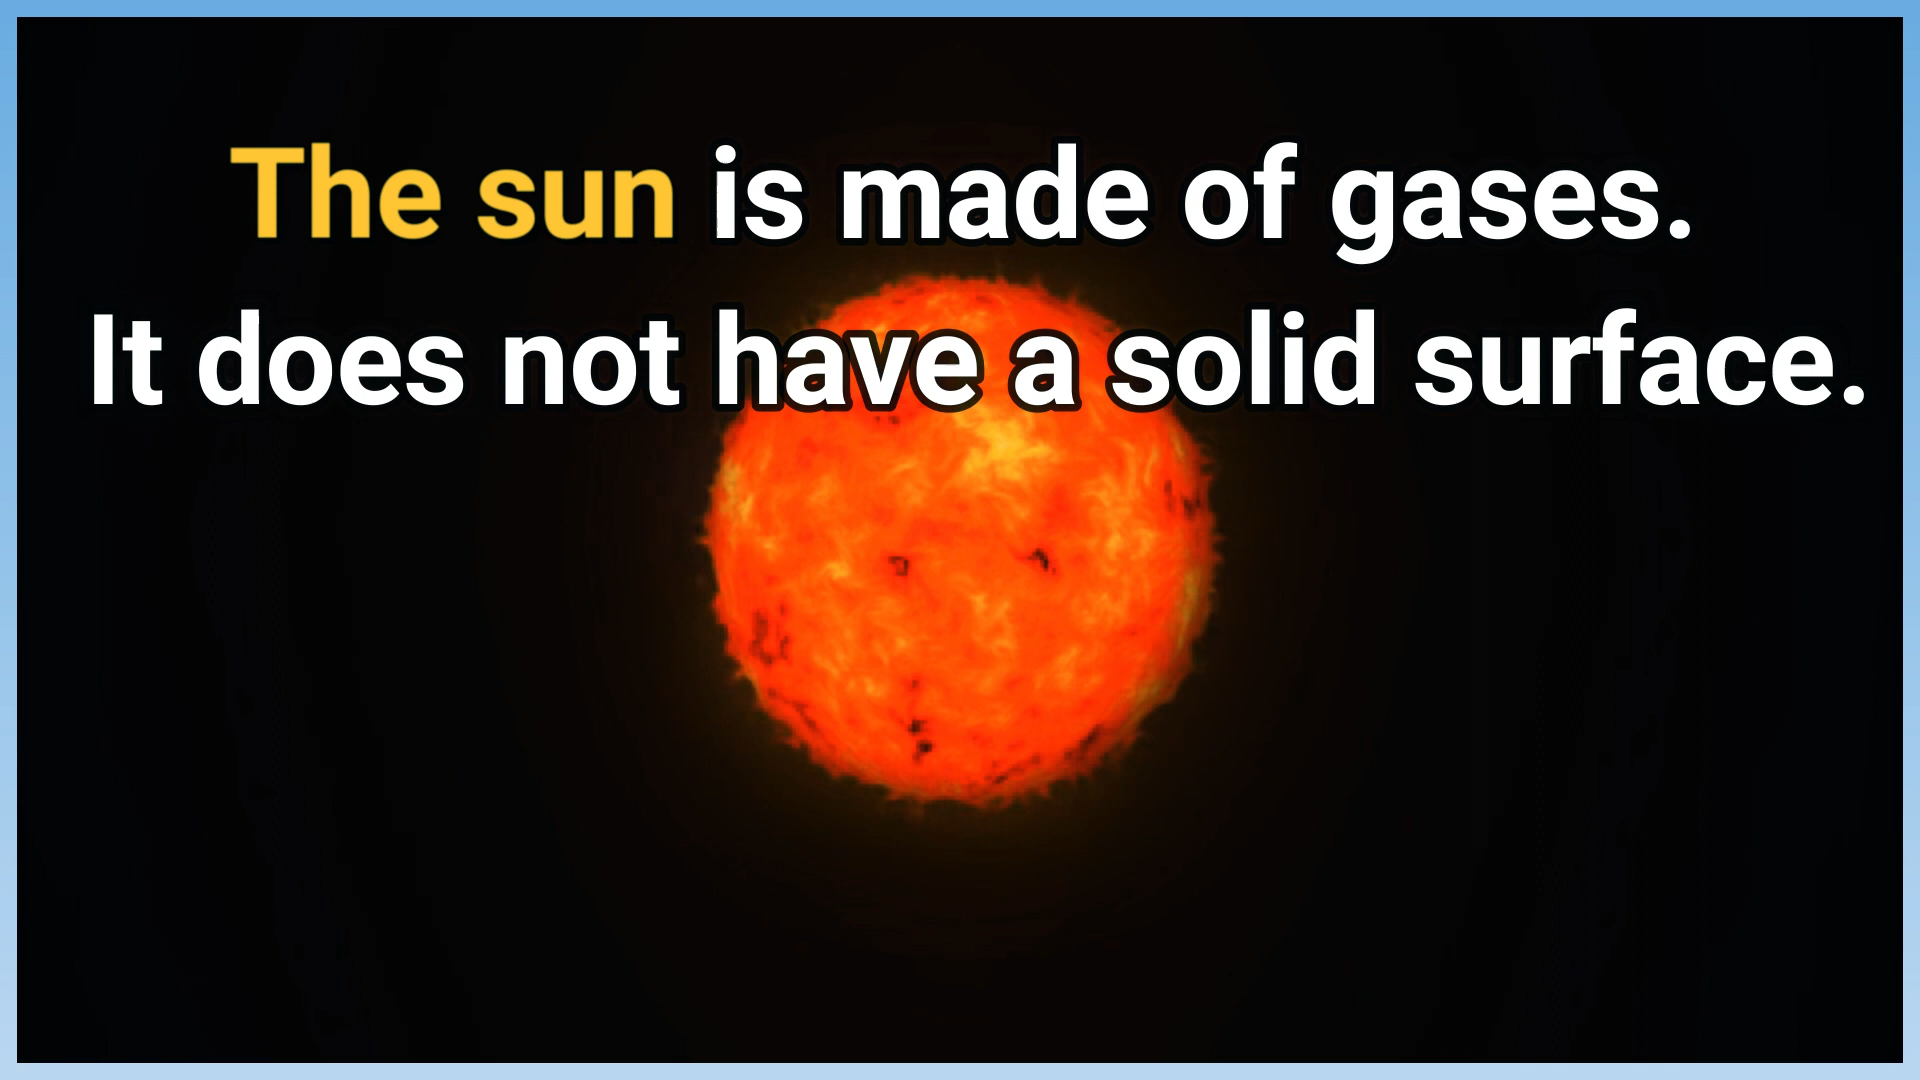 The sun is made of gases.
It does not have a solid surface.